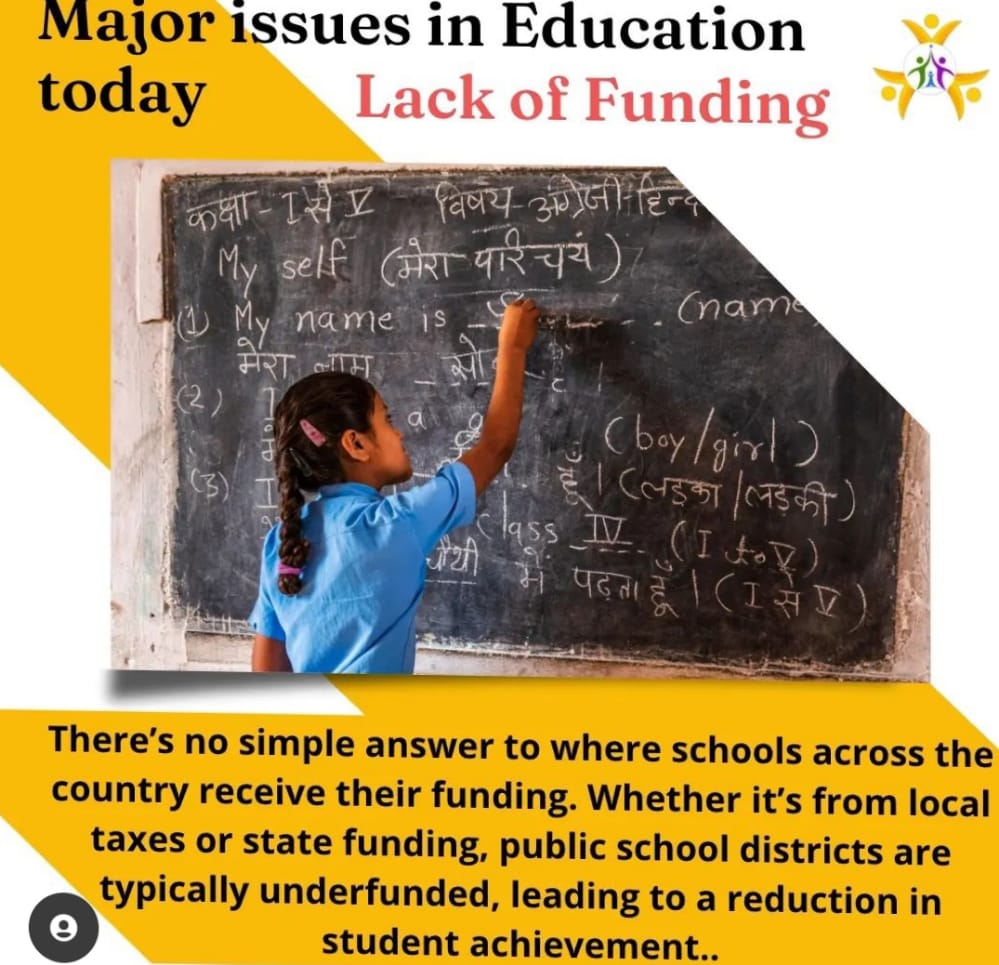 Major issues in Education
today
Lack of Funding
कक्षा - I से V विषय - अंग्रेजी - हिन्द
My self (मेरा परिचय)
(1) My name is (name
मेरा नाम
(2)
a (boy/girl)
हूँ। (लड़का/लड़की)
(3) I
class IV (I to V)
चौथी में पढ़ता हूँ। (I से V)
There's no simple answer to where schools across the
country receive their funding. Whether it's from local
taxes or state funding, public school districts are
typically underfunded, leading to a reduction in
student achievement..